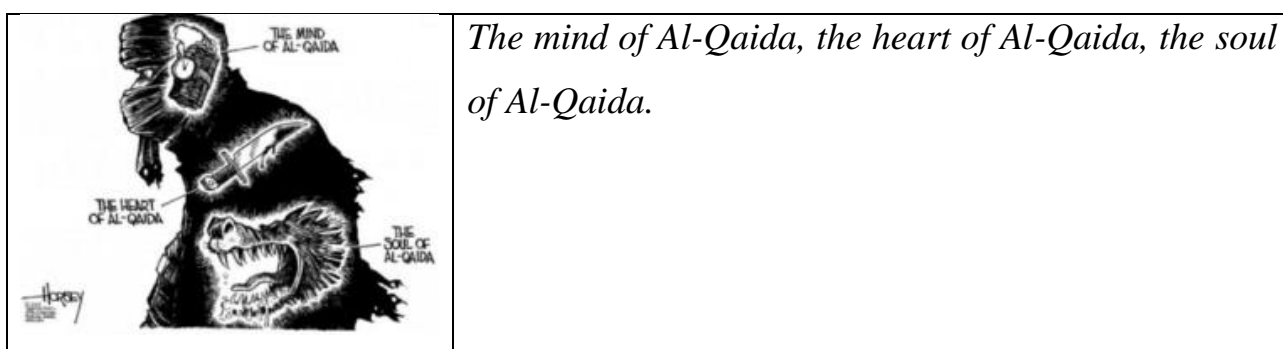 THE MIND
OF AL-QAIDA
THE HEART
OF AL-QAIDA
THE
SOUL OF
AL-QAIDA
HORSEY
The mind of Al-Qaida, the heart of Al-Qaida, the soul
of Al-Qaida.